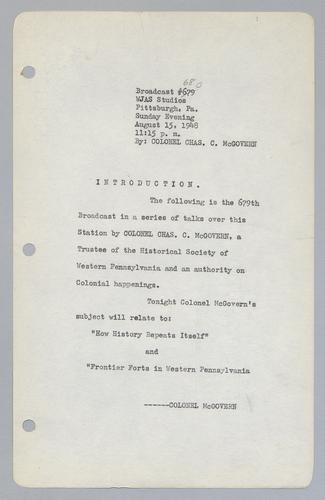 680
Broadcast #679
WJAS Studios
Pittsburgh, Pa.
Sunday Evening
August 15, 1948
11:15 p. m.
By: COLONEL CHAS. C. McGOVERN
I N T R O D U C T I O N .
The following is the 679th
Broadcast in a series of talks over this
Station by COLONEL CHAS. C. McGOVERN, a
Trustee of the Historical Society of
Western Pennsylvania and an authority on
Colonial happenings.
Tonight Colonel McGovern's
subject will relate to:
"How History Repeats Itself"
and
"Frontier Forts in Western Pennsylvania
------COLONEL McGOVERN